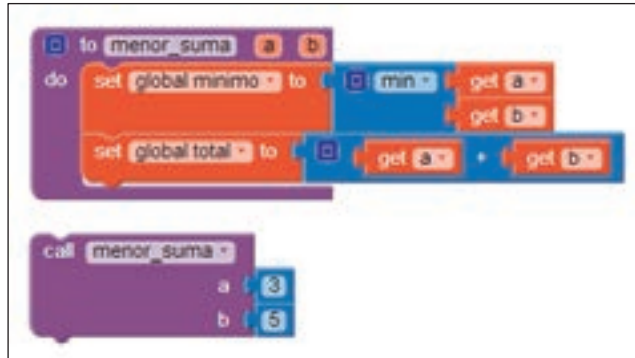 to menor_suma a b
do set global minimo to min get a
get b
set global total to get a + get b
call menor_suma
a 3
b 5